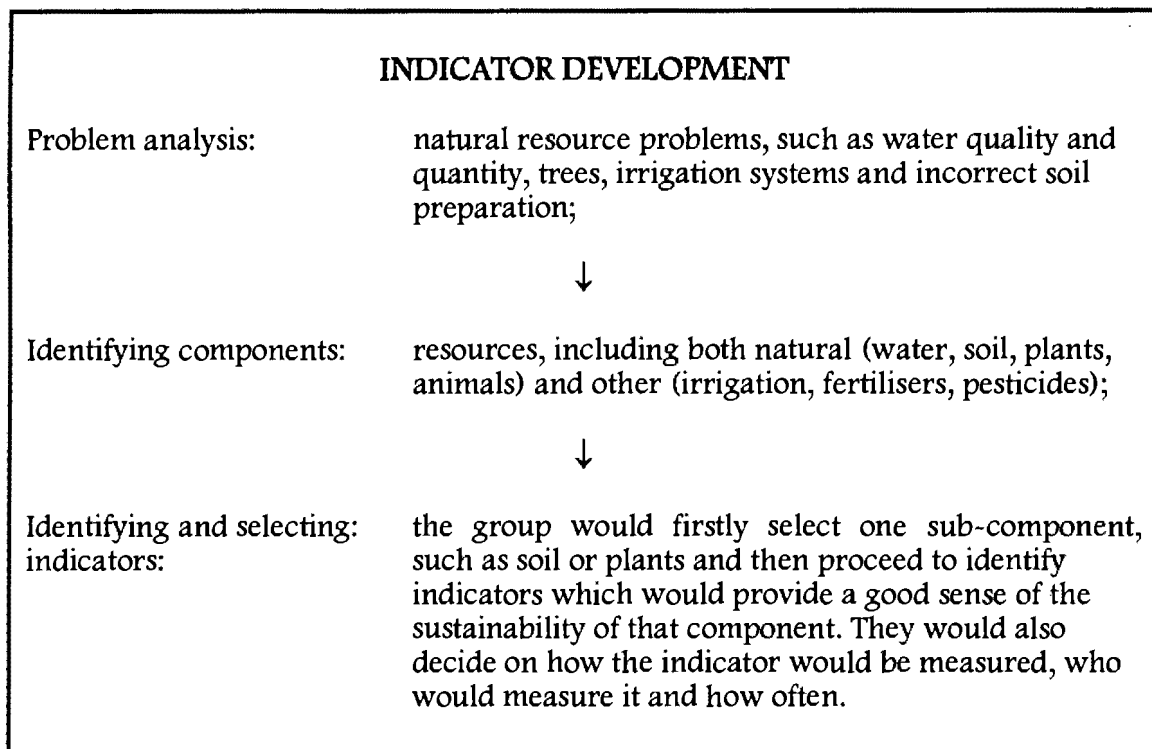 INDICATOR DEVELOPMENT
Problem analysis: natural resource problems, such as water quality and
quantity, trees, irrigation systems and incorrect soil
preparation;
↓
Identifying components: resources, including both natural (water, soil, plants,
animals) and other (irrigation, fertilisers, pesticides);
↓
Identifying and selecting: the group would firstly select one sub-component,
indicators: such as soil or plants and then proceed to identify
indicators which would provide a good sense of the
sustainability of that component. They would also
decide on how the indicator would be measured, who
would measure it and how often.